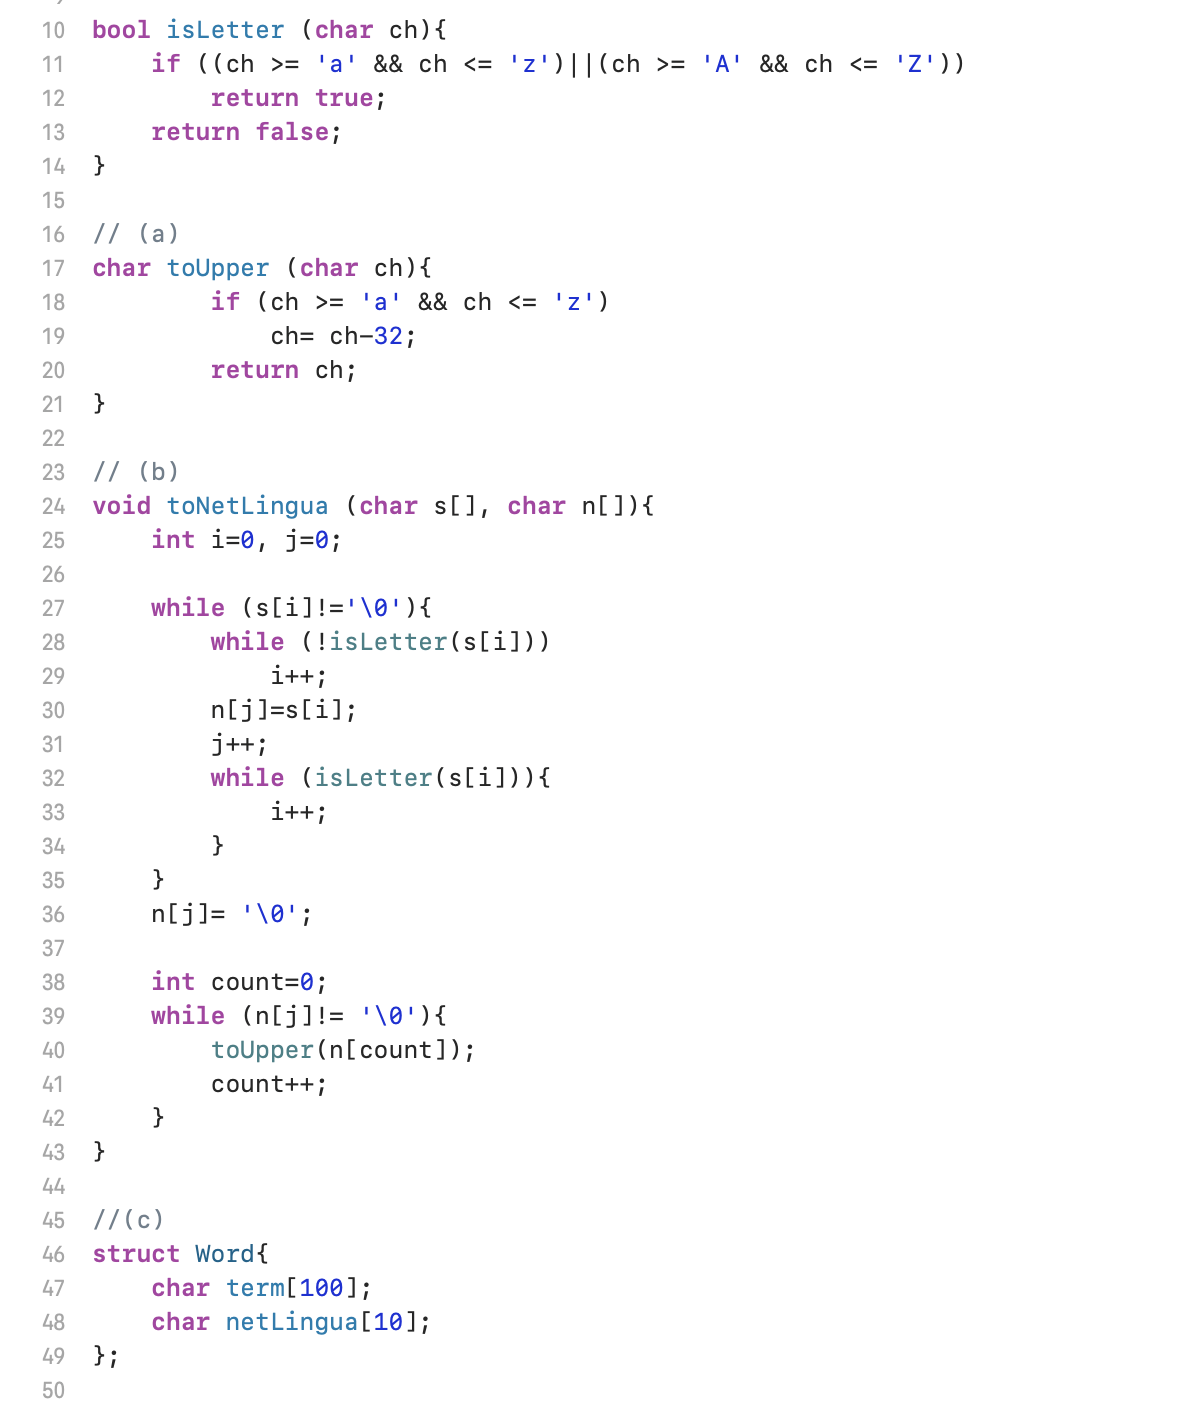 10 bool isLetter (char ch){
11     if ((ch >= 'a' && ch <= 'z')||(ch >= 'A' && ch <= 'Z'))
12         return true;
13     return false;
14 }
15
16 // (a)
17 char toUpper (char ch){
18         if (ch >= 'a' && ch <= 'z')
19             ch= ch-32;
20         return ch;
21 }
22
23 // (b)
24 void toNetLingua (char s[], char n[]){
25     int i=0, j=0;
26
27     while (s[i]!='\0'){
28         while (!isLetter(s[i]))
29             i++;
30         n[j]=s[i];
31         j++;
32         while (isLetter(s[i])){
33             i++;
34         }
35     }
36     n[j]= '\0';
37
38     int count=0;
39     while (n[j]!= '\0'){
40         toUpper(n[count]);
41         count++;
42     }
43 }
44
45 //(c)
46 struct Word{
47     char term[100];
48     char netLingua[10];
49 };
50